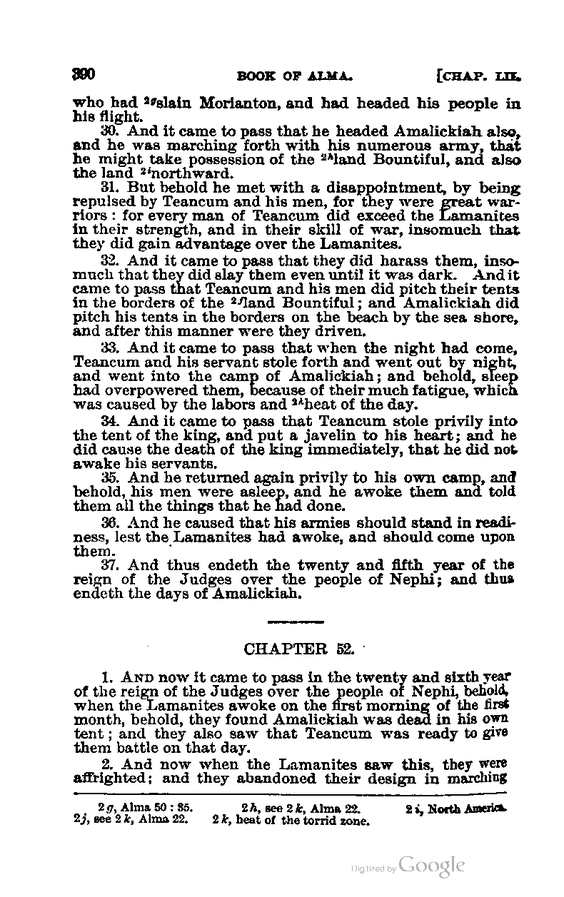 390 BOOK OF ALMA. [CHAP. LII.
who had 2gslain Morianton, and had headed his people in
his flight.
30. And it came to pass that he headed Amalickiah also,
and he was marching forth with his numerous army, that
he might take possession of the 2hland Bountiful, and also
the land 2inorthward.
31. But behold he met with a disappointment, by being
repulsed by Teancum and his men, for they were great war-
riors : for every man of Teancum did exceed the Lamanites
in their strength, and in their skill of war, insomuch that
they did gain advantage over the Lamanites.
32. And it came to pass that they did harass them, inso-
much that they did slay them even until it was dark. And it
came to pass that Teancum and his men did pitch their tents
in the borders of the 2jland Bountiful ; and Amalickiah did
pitch his tents in the borders on the beach by the sea shore,
and after this manner were they driven.
33. And it came to pass that when the night had come,
Teancum and his servant stole forth and went out by night,
and went into the camp of Amalickiah ; and behold, sleep
had overpowered them, because of their much fatigue, which
was caused by the labors and 2kheat of the day.
34. And it came to pass that Teancum stole privily into
the tent of the king, and put a javelin to his heart ; and he
did cause the death of the king immediately, that he did not
awake his servants.
35. And he returned again privily to his own camp, and
behold, his men were asleep, and he awoke them and told
them all the things that he had done.
36. And he caused that his armies should stand in readi-
ness, lest the Lamanites had awoke, and should come upon
them.
37. And thus endeth the twenty and fifth year of the
reign of the Judges over the people of Nephi ; and thus
endeth the days of Amalickiah.
CHAPTER 52.
1. AND now it came to pass in the twenty and sixth year
of the reign of the Judges over the people of Nephi, behold,
when the Lamanites awoke on the first morning of the first
month, behold, they found Amalickiah was dead in his own
tent ; and they also saw that Teancum was ready to give
them battle on that day.
2. And now when the Lamanites saw this, they were
affrighted ; and they abandoned their design in marching
2g, Alma 50 : 35. 2h, see 2k, Alma 22. 2i, North America.
2j, see 2k, Alma 22. 2k, heat of the torrid zone.
Digitized by Google